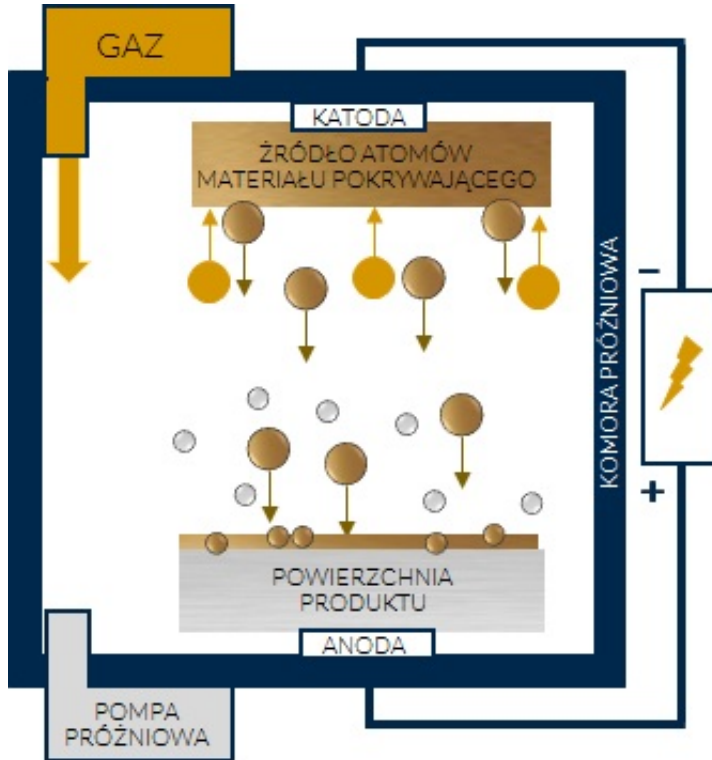 GAZ
KATODA
ŹRÓDŁO ATOMÓW
MATERIAŁU POKRYWAJĄCEGO
KOMORA PRÓŻNIOWA
–
+
POWIERZCHNIA
PRODUKTU
ANODA
POMPA
PRÓŻNIOWA